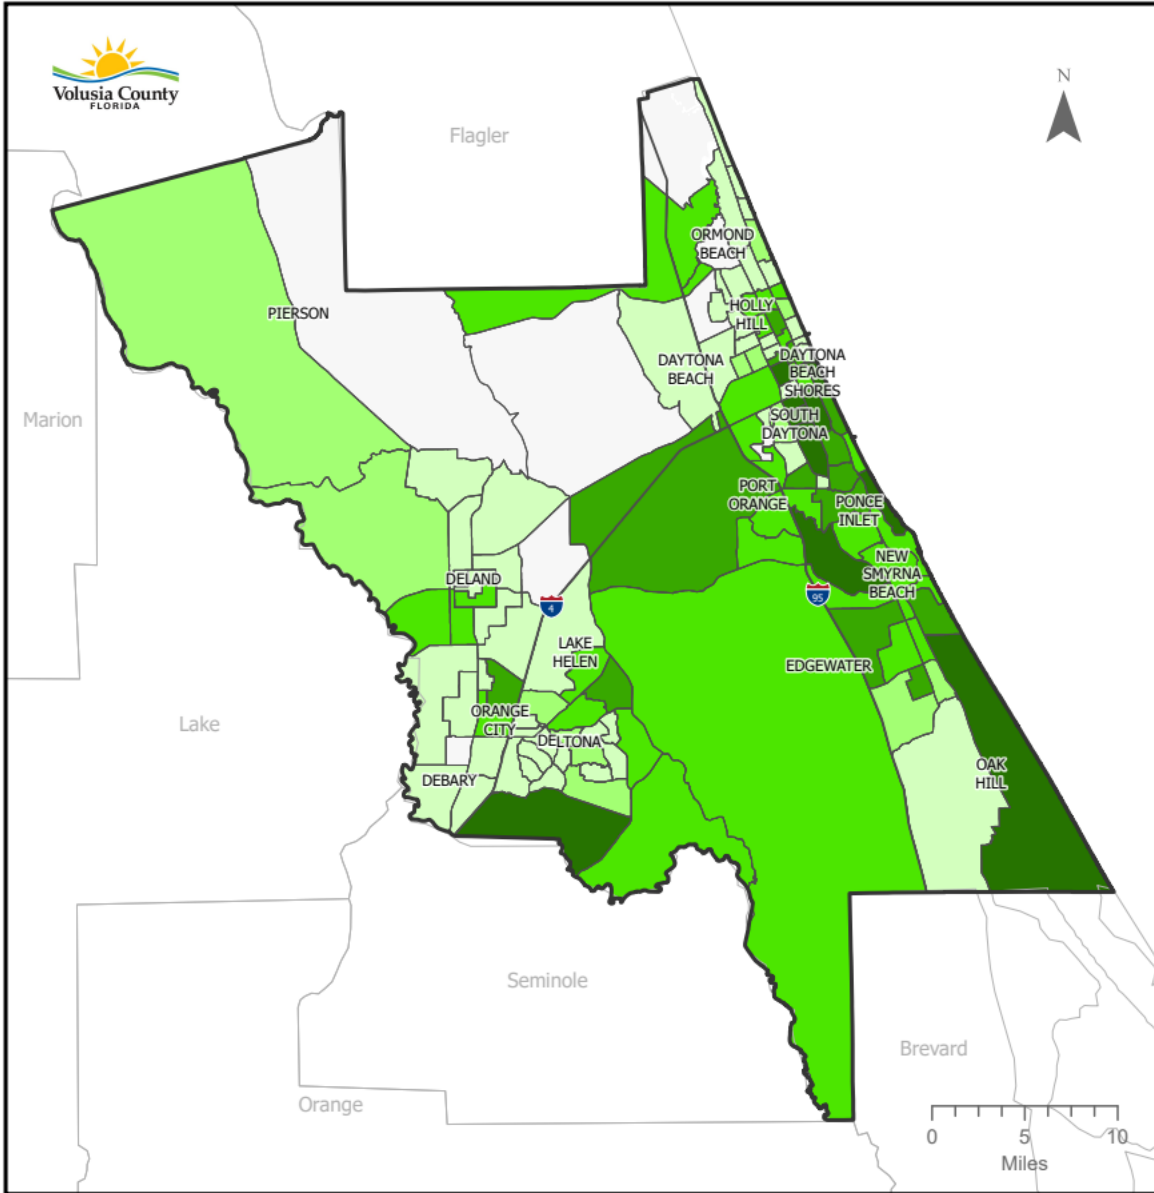 Volusia County
FLORIDA
N
Flagler
ORMOND
BEACH
PIERSON
HOLLY
HILL
DAYTONA
BEACH
DAYTONA
BEACH
SHORES
Marion
SOUTH
DAYTONA
PORT
ORANGE
PONCE
INLET
NEW
SMYRNA
BEACH
DELAND
4
95
LAKE
HELEN
EDGEWATER
Lake
ORANGE
CITY
DELTONA
DEBARY
OAK
HILL
Seminole
Brevard
Orange
0 5 10
Miles